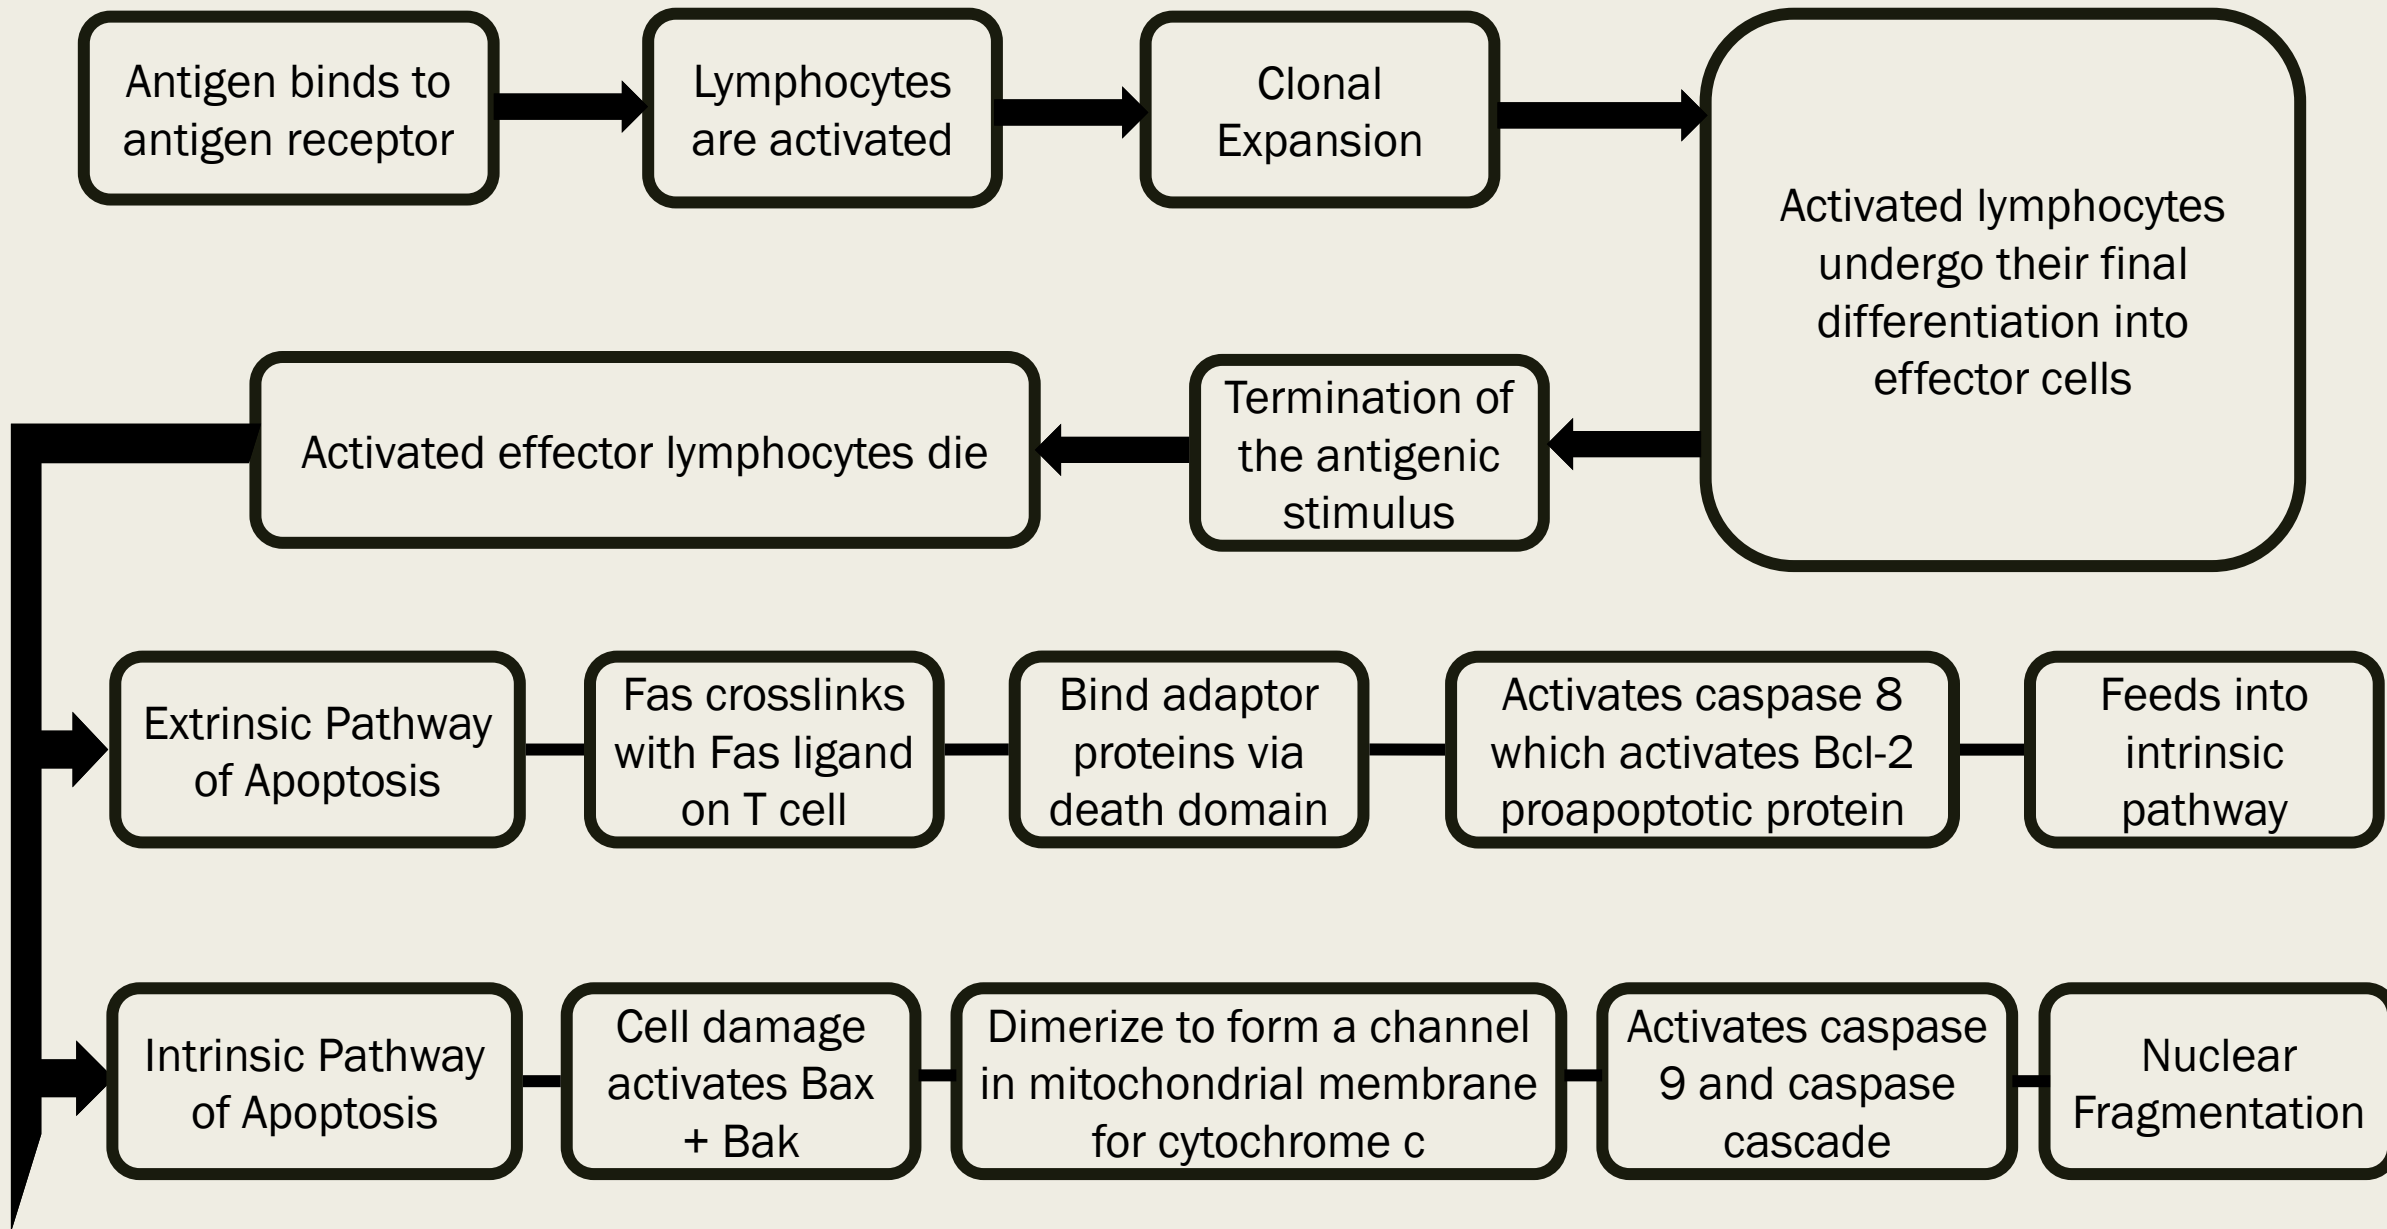 Antigen binds to
antigen receptor
Lymphocytes
are activated
Clonal
Expansion
Activated lymphocytes
undergo their final
differentiation into
effector cells
Termination of
the antigenic
stimulus
Activated effector lymphocytes die
Extrinsic Pathway
of Apoptosis
Fas crosslinks
with Fas ligand
on T cell
Bind adaptor
proteins via
death domain
Activates caspase 8
which activates Bcl-2
proapoptotic protein
Feeds into
intrinsic
pathway
Intrinsic Pathway
of Apoptosis
Cell damage
activates Bax
+ Bak
Dimerize to form a channel
in mitochondrial membrane
for cytochrome c
Activates caspase
9 and caspase
cascade
Nuclear
Fragmentation